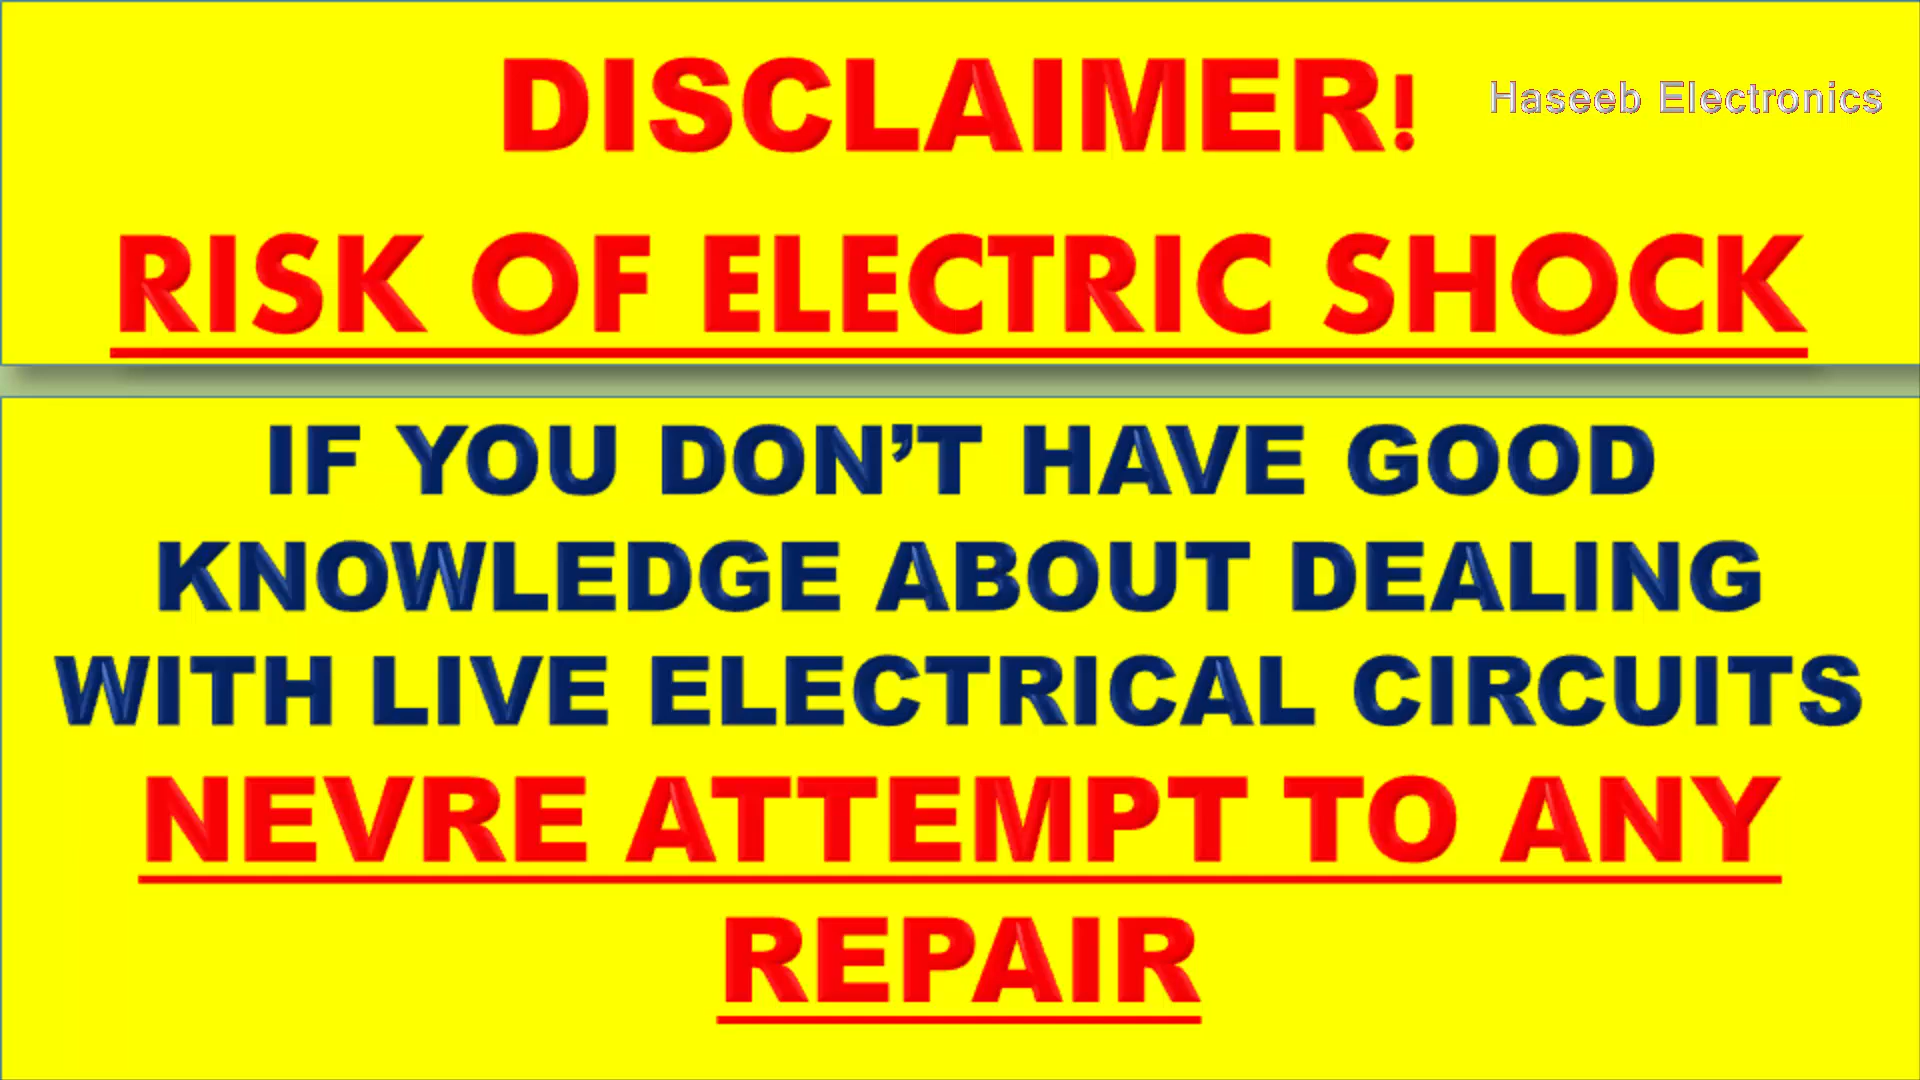 DISCLAIMER!
Haseeb Electronics
RISK OF ELECTRIC SHOCK
IF YOU DON’T HAVE GOOD
KNOWLEDGE ABOUT DEALING
WITH LIVE ELECTRICAL CIRCUITS
NEVRE ATTEMPT TO ANY
REPAIR